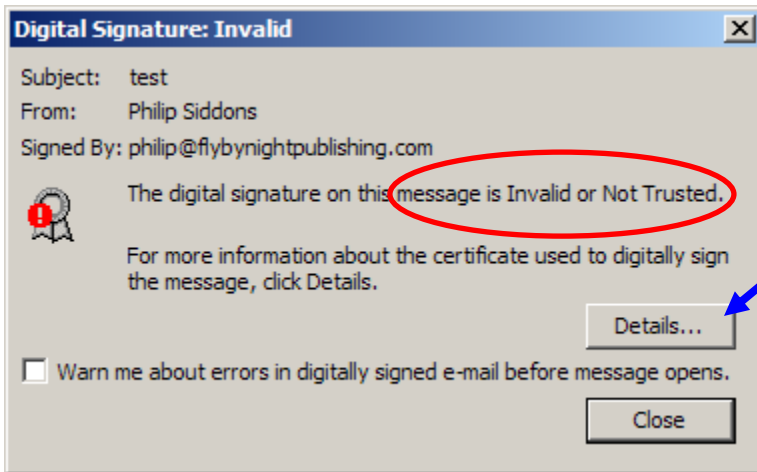 Digital Signature: Invalid
Subject: test
From: Philip Siddons
Signed By: philip@flybynightpublishing.com
The digital signature on this message is Invalid or Not Trusted.
For more information about the certificate used to digitally sign
the message, click Details.
Details...
Warn me about errors in digitally signed e-mail before message opens.
Close